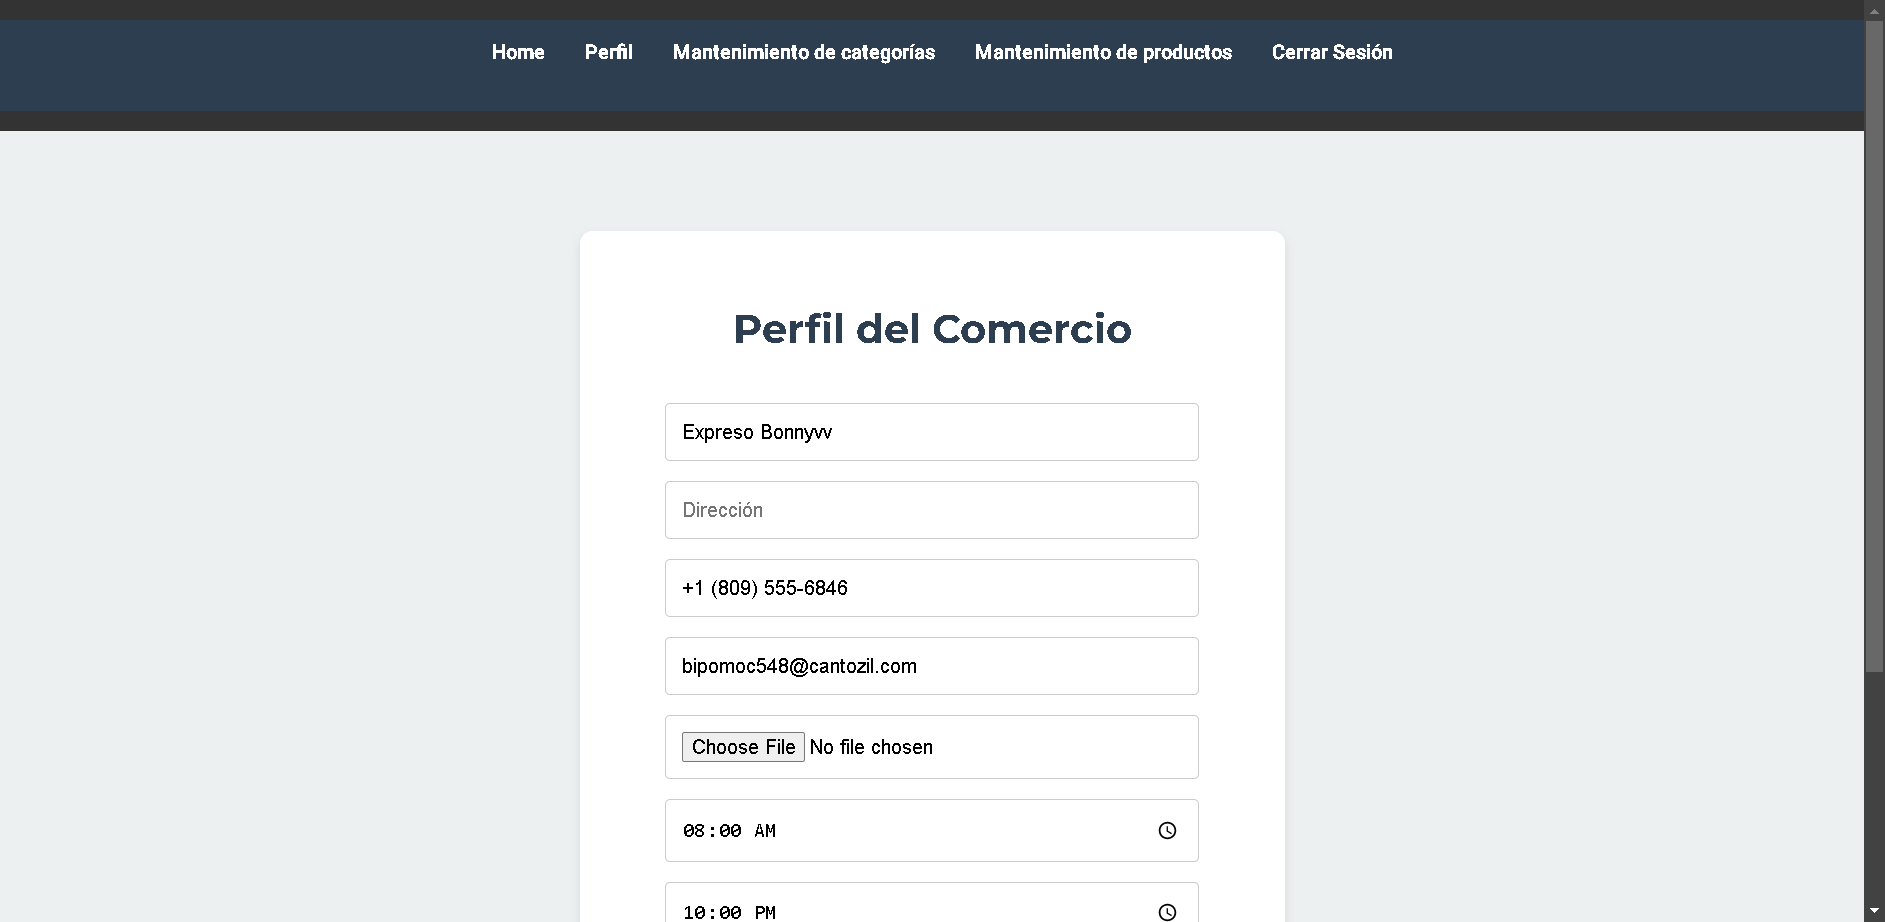 Home Perfil Mantenimiento de categorías Mantenimiento de productos Cerrar Sesión
Perfil del Comercio
Expreso Bonnyvv
Dirección
+1 (809) 555-6846
bipomoc548@cantozil.com
Choose File No file chosen
08:00 AM
10:00 PM